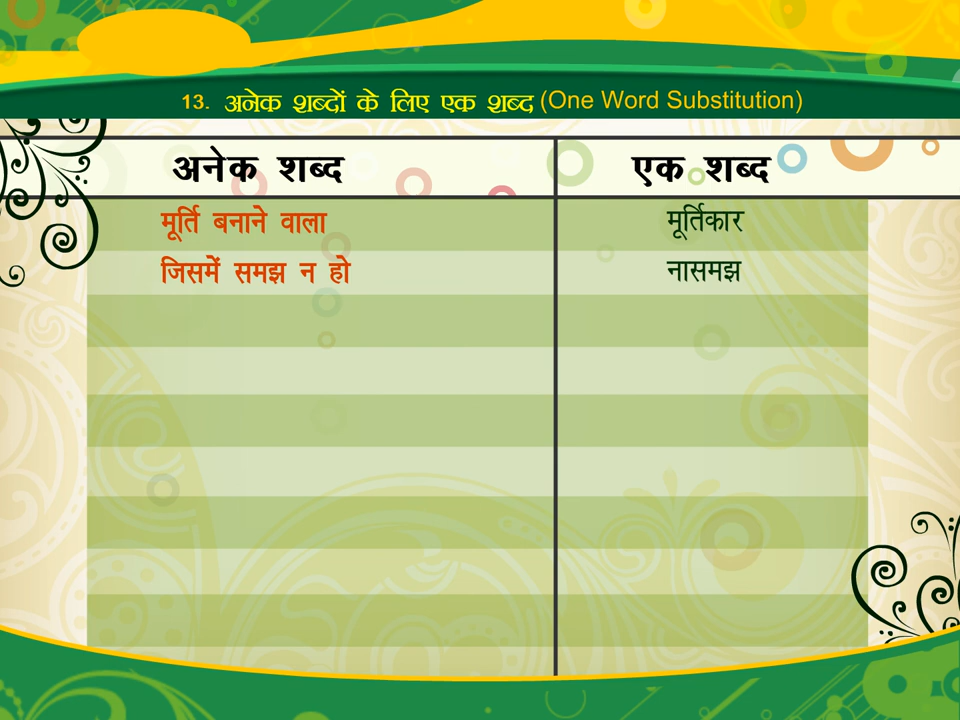 13. अनेक शब्दों के लिए एक शब्द (One Word Substitution)
अनेक शब्द एक शब्द
मूर्ति बनाने वाला मूर्तिकार
जिसमें समझ न हो नासमझ